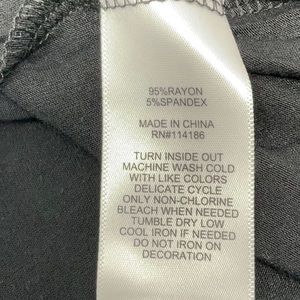 95%RAYON
5%SPANDEX
MADE IN CHINA
RN#114186
TURN INSIDE OUT
MACHINE WASH COLD
WITH LIKE COLORS
DELICATE CYCLE
ONLY NON-CHLORINE
BLEACH WHEN NEEDED
TUMBLE DRY LOW
COOL IRON IF NEEDED
DO NOT IRON ON
DECORATION